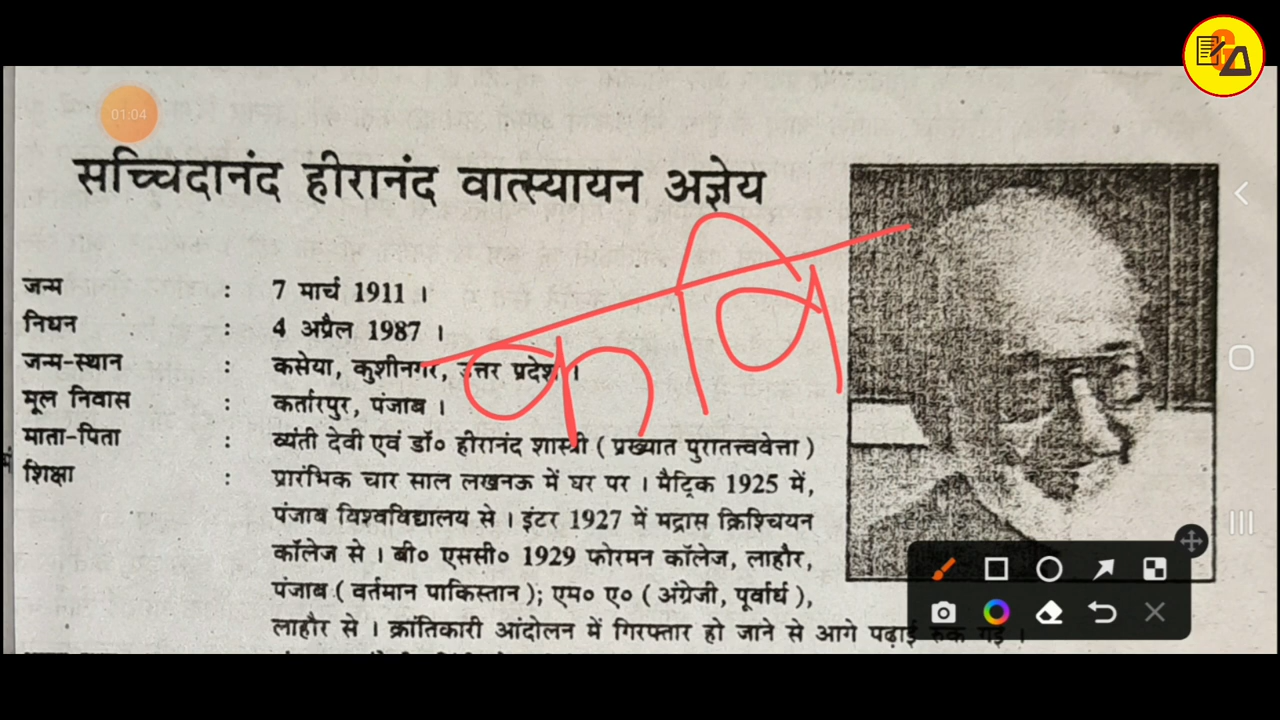 01:04
सच्चिदानंद हीरानंद वात्स्यायन अज्ञेय
कवि
जन्म : 7 मार्च 1911 ।
निधन : 4 अप्रैल 1987 ।
जन्म-स्थान : कसेया, कुशीनगर, उत्तर प्रदेश ।
मूल निवास : कर्तारपुर, पंजाब ।
माता-पिता : व्यंती देवी एवं डॉ० हीरानंद शास्त्री ( प्रख्यात पुरातत्त्ववेत्ता )
शिक्षा : प्रारंभिक चार साल लखनऊ में घर पर । मैट्रिक 1925 में,
पंजाब विश्वविद्यालय से । इंटर 1927 में मद्रास क्रिश्चियन
कॉलेज से । बी० एससी० 1929 फोरमन कॉलेज, लाहौर,
पंजाब ( वर्तमान पाकिस्तान ); एम० ए० ( अंग्रेजी, पूर्वार्ध ),
लाहौर से । क्रांतिकारी आंदोलन में गिरफ्तार हो जाने से आगे पढ़ाई रुक गई ।